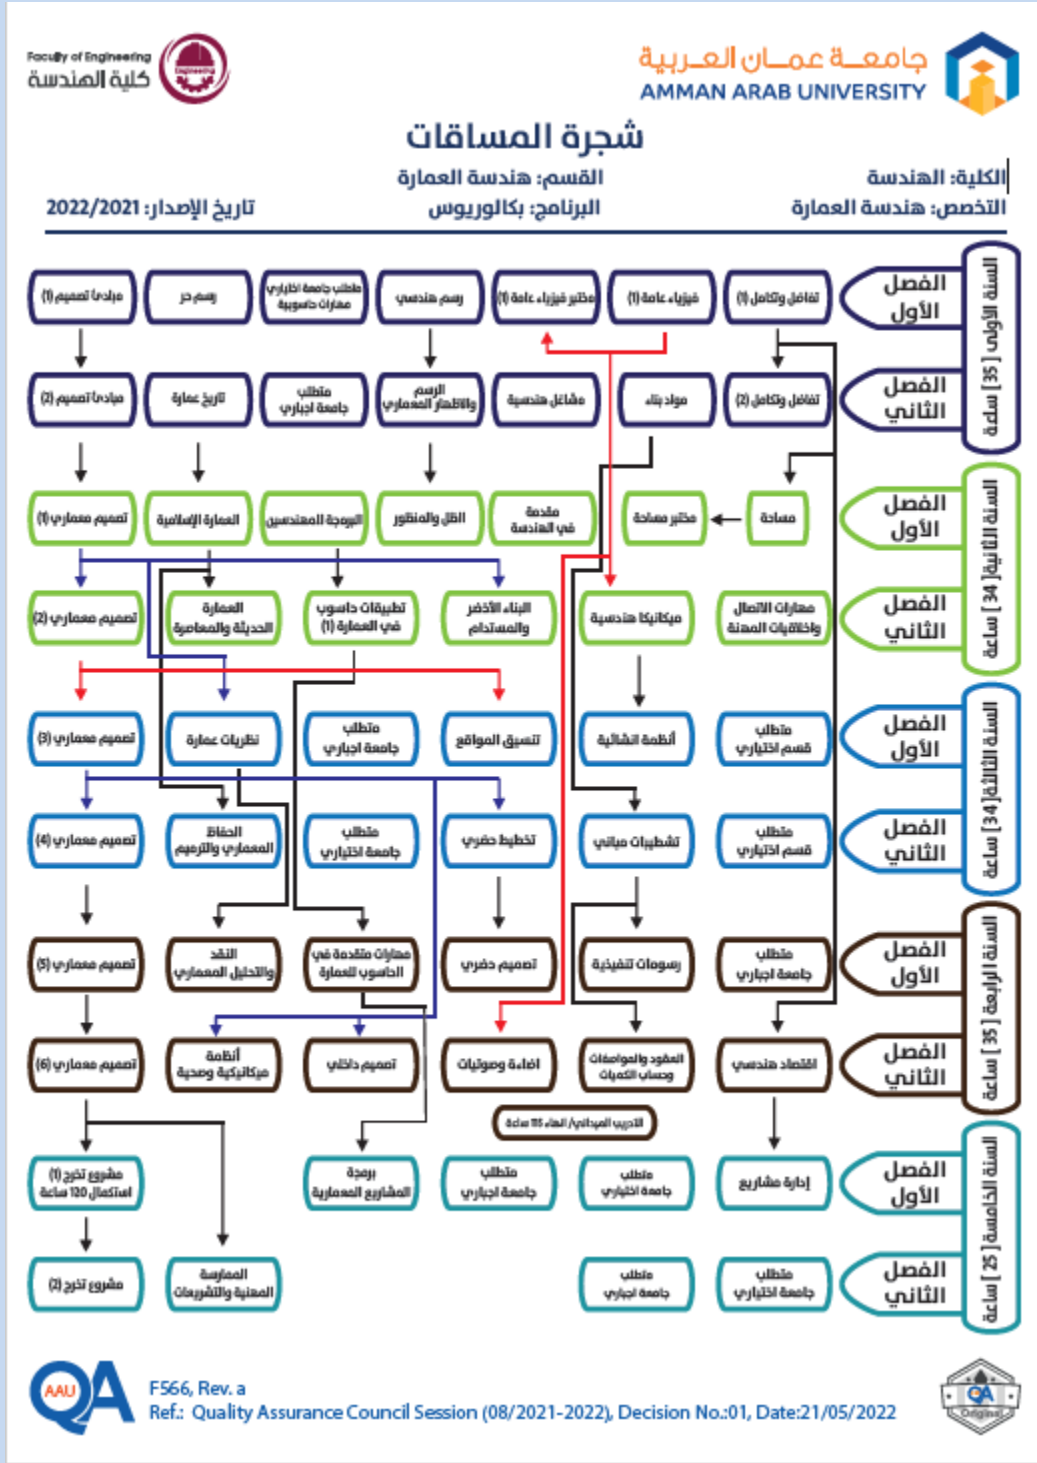 Faculty of Engineering
كلية الهندسة
Engineering
جامعة عمان العربية
AMMAN ARAB UNIVERSITY
شجرة المساقات
الكلية: الهندسة
القسم: هندسة العمارة
التخصص: هندسة العمارة
البرنامج: بكالوريوس
تاريخ الإصدار: 2022/2021
السنة الأولى [ 35 ] ساعة
الفصل
الأول
تفاضل وتكامل (1)
فيزياء عامة (1)
مختبر فيزياء عامة (1)
رسم هندسي
متطلب جامعة اختياري
مهارات حاسوبية
رسم حر
مبادئ تصميم (1)
الفصل
الثاني
تفاضل وتكامل (2)
مواد بناء
مشاغل هندسية
الرسم
والاظهار المعماري
متطلب
جامعة اجباري
تاريخ عمارة
مبادئ تصميم (2)
السنة الثانية [ 34 ] ساعة
الفصل
الأول
مساحة
مختبر مساحة
مقدمة
في الهندسة
الظل والمنظور
البرمجة للمهندسين
العمارة الإسلامية
تصميم معماري (1)
الفصل
الثاني
مهارات الاتصال
واخلاقيات المهنة
ميكانيكا هندسية
البناء الأخضر
والمستدام
تطبيقات حاسوب
في العمارة (1)
العمارة
الحديثة والمعاصرة
تصميم معماري (2)
السنة الثالثة [ 34 ] ساعة
الفصل
الأول
متطلب
قسم اختياري
أنظمة انشائية
تنسيق المواقع
متطلب
جامعة اجباري
نظريات عمارة
تصميم معماري (3)
الفصل
الثاني
متطلب
قسم اختياري
تشطيبات مباني
تخطيط حضري
متطلب
جامعة اختياري
الحفاظ
المعماري والترميم
تصميم معماري (4)
السنة الرابعة [ 35 ] ساعة
الفصل
الأول
متطلب
جامعة اجباري
رسومات تنفيذية
تصميم حضري
مهارات متقدمة في
الحاسوب للعمارة
النقد
والتحليل المعماري
تصميم معماري (5)
الفصل
الثاني
اقتصاد هندسي
العقود والمواصفات
وحساب الكميات
اضاءة وصوتيات
تصميم داخلي
أنظمة
ميكانيكية وصحية
تصميم معماري (6)
التدريب الميداني/ انهاء 115 ساعة
السنة الخامسة [ 25 ] ساعة
الفصل
الأول
إدارة مشاريع
متطلب
جامعة اختياري
متطلب
جامعة اجباري
برمجة
المشاريع المعمارية
مشروع تخرج (1)
استكمال 120 ساعة
الفصل
الثاني
متطلب
جامعة اختياري
متطلب
جامعة اجباري
الممارسة
المهنية والتشريعات
مشروع تخرج (2)
AAU
QA
F566, Rev. a
Ref.: Quality Assurance Council Session (08/2021-2022), Decision No.:01, Date:21/05/2022
QA
Original